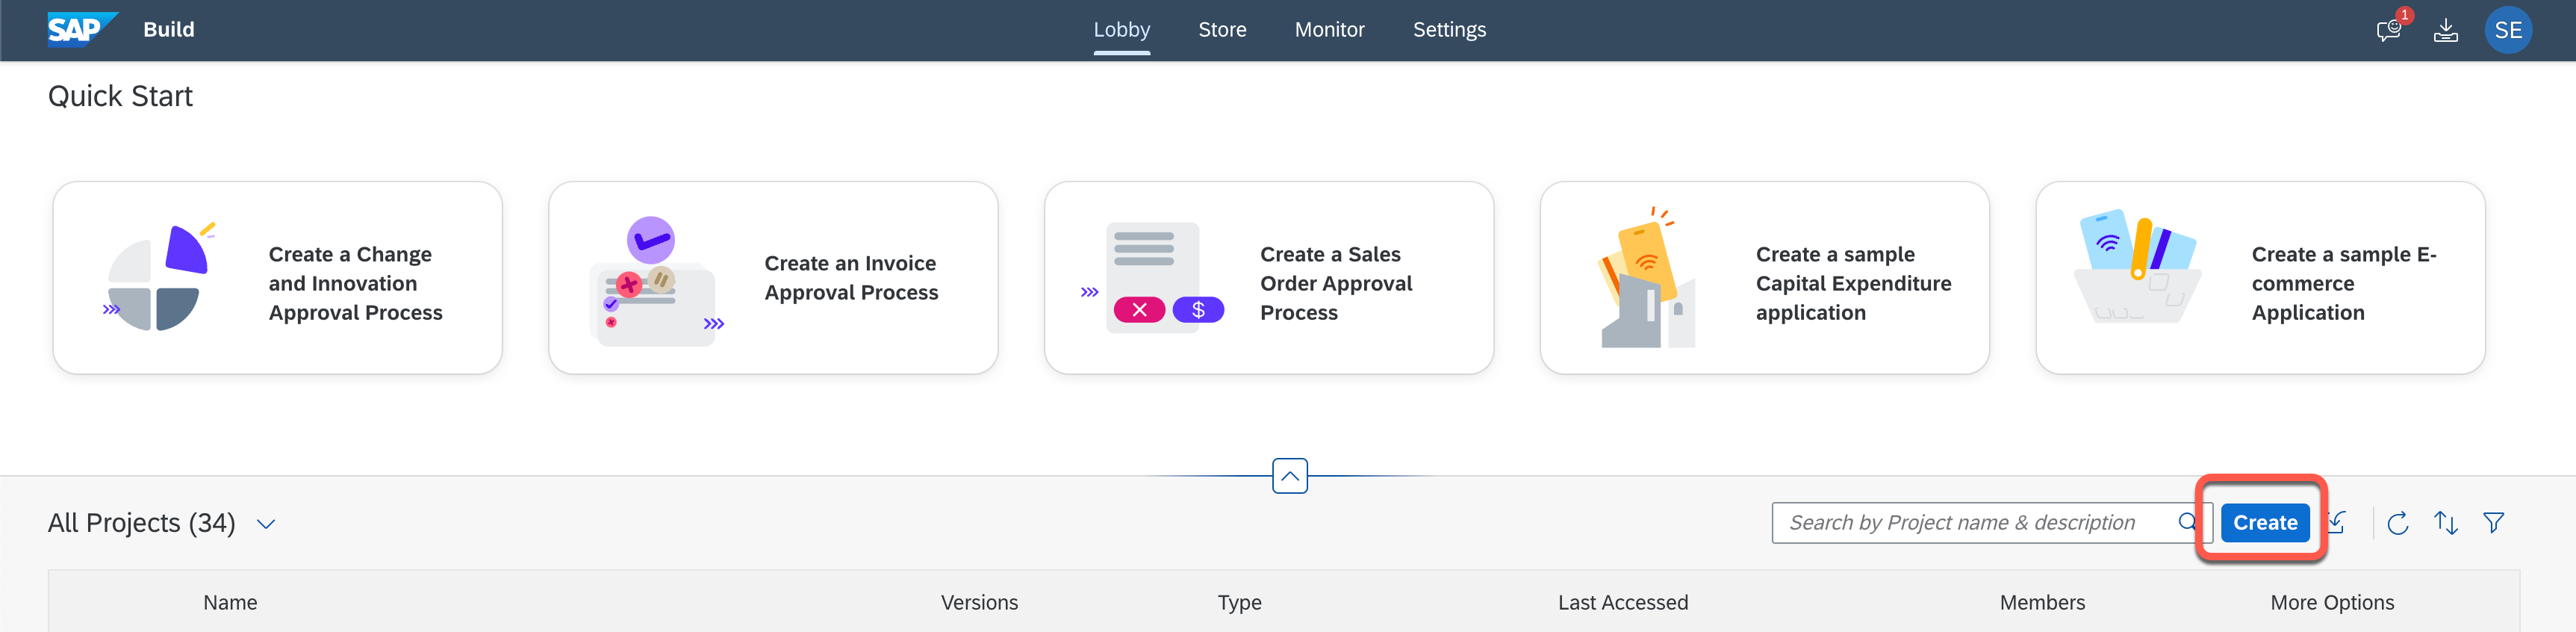 SAP Build Lobby Store Monitor Settings 1 SE
Quick Start
Create a Change
and Innovation
Approval Process
Create an Invoice
Approval Process
$
Create a Sales
Order Approval
Process
Create a sample
Capital Expenditure
application
Create a sample E-
commerce
Application
All Projects (34) Search by Project name & description Create
Name Versions Type Last Accessed Members More Options